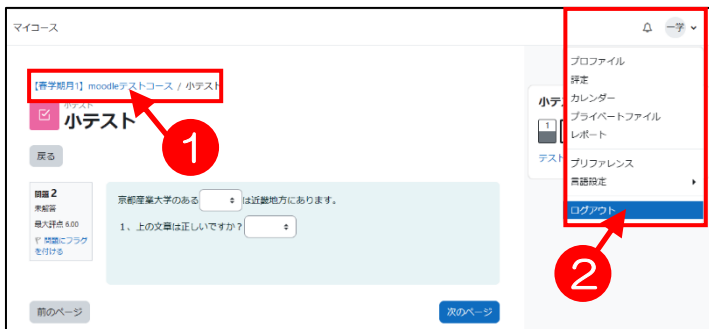 マイコース
一学
【春学期月1】moodleテストコース / 小テスト
小テスト
小テスト
戻る
問題 2
未解答
最大評点 6.00
問題にフラグ
を付ける
京都産業大学のある
は近畿地方にあります。
1、上の文章は正しいですか?
前のページ
次のページ
1
小テ
1
テスト
プロファイル
評定
カレンダー
プライベートファイル
レポート
プリファレンス
言語設定
ログアウト
2